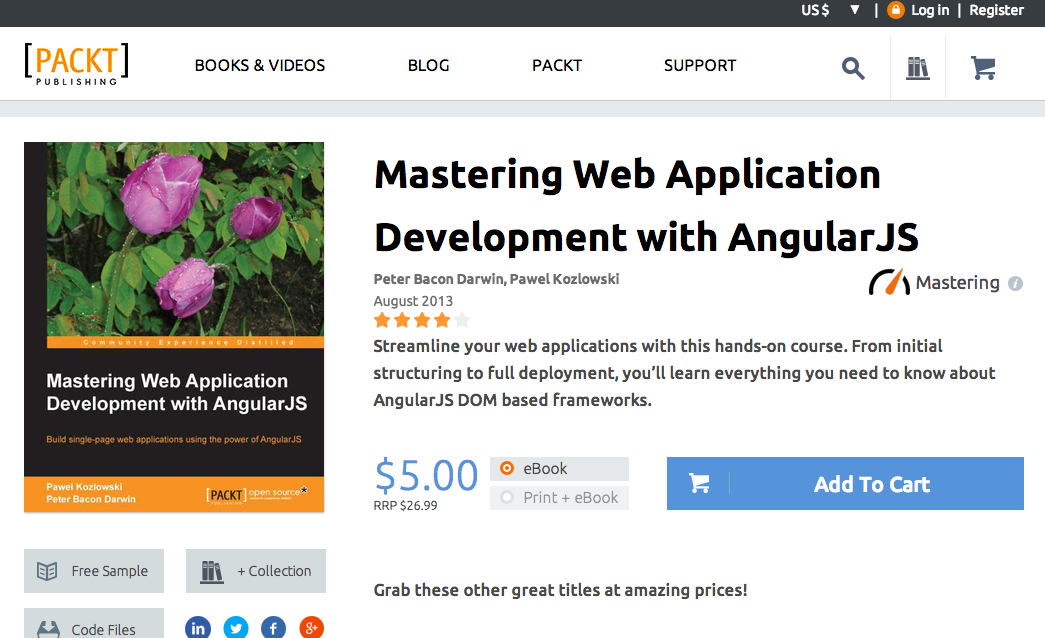 US $ ▼ | Log in | Register
[PACKT]
PUBLISHING
BOOKS & VIDEOS BLOG PACKT SUPPORT
Mastering Web Application
Development with AngularJS
Peter Bacon Darwin, Pawel Kozlowski
Mastering i
August 2013
Streamline your web applications with this hands-on course. From initial
structuring to full deployment, you’ll learn everything you need to know about
AngularJS DOM based frameworks.
Community Experience Distilled
Mastering Web Application
Development with AngularJS
Build single-page web applications using the power of AngularJS
Pawel Kozlowski
Peter Bacon Darwin
[PACKT] open source*
PUBLISHING
$5.00
RRP $26.99
eBook
Print + eBook
Add To Cart
Free Sample + Collection
Grab these other great titles at amazing prices!
Code Files in f g+